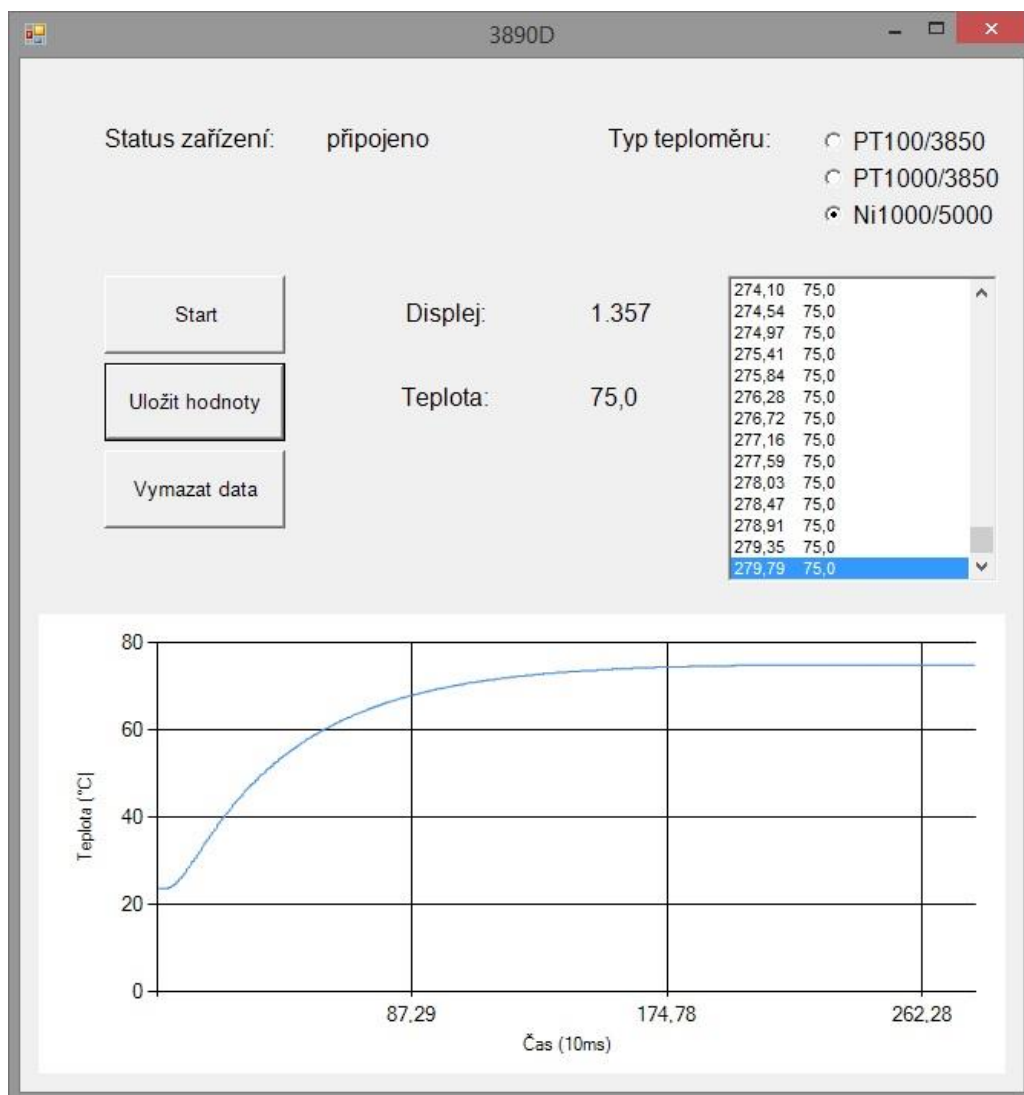 3890D
Status zařízení: připojeno Typ teploměru: PT100/3850
PT1000/3850
Ni1000/5000
Start
Displej: 1.357
Uložit hodnoty
Teplota: 75,0
Vymazat data
274,10 75,0
274,54 75,0
274,97 75,0
275,41 75,0
275,84 75,0
276,28 75,0
276,72 75,0
277,16 75,0
277,59 75,0
278,03 75,0
278,47 75,0
278,91 75,0
279,35 75,0
279,79 75,0
80
60
40
20
0
Teplota (°C|
87,29 174,78 262,28
Čas (10ms)